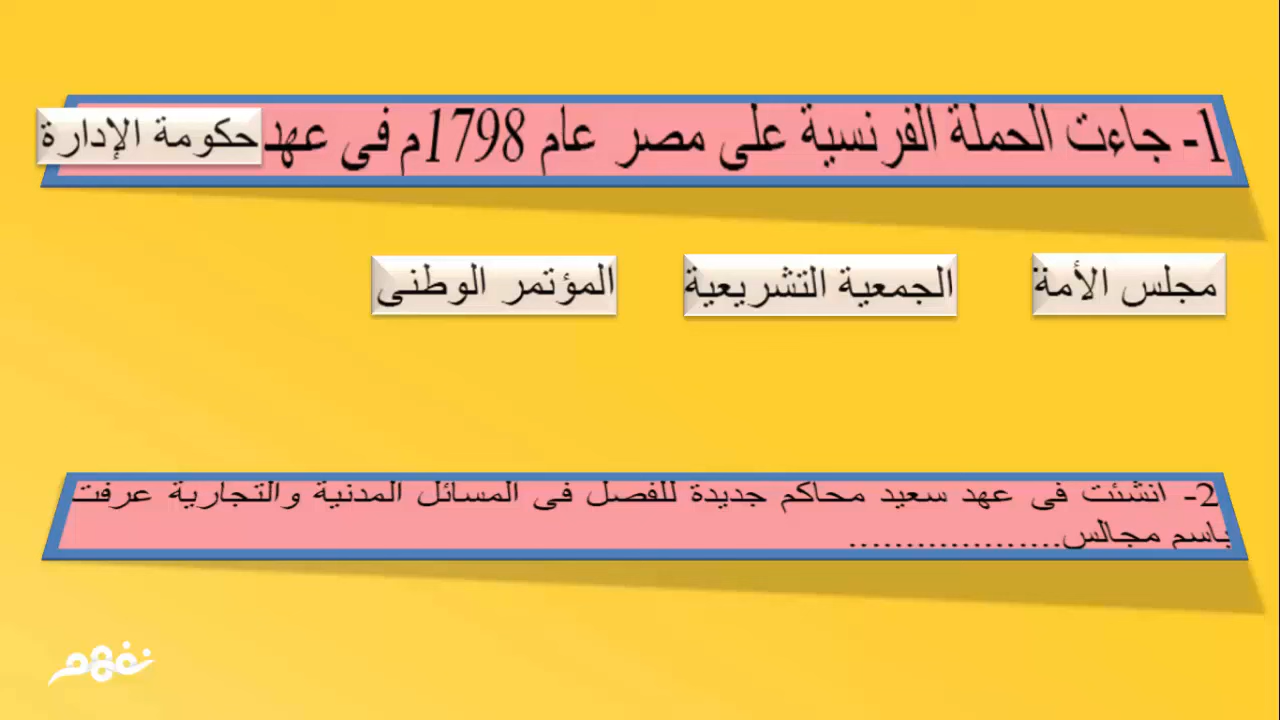 1- جاءت الحملة الفرنسية على مصر عام 1798م فى عهد حكومة الإدارة
مجلس الأمة الجمعية التشريعية المؤتمر الوطنى
2- انشئت فى عهد سعيد محاكم جديدة للفصل فى المسائل المدنية والتجارية عرفت
باسم مجالس...................
نفهم